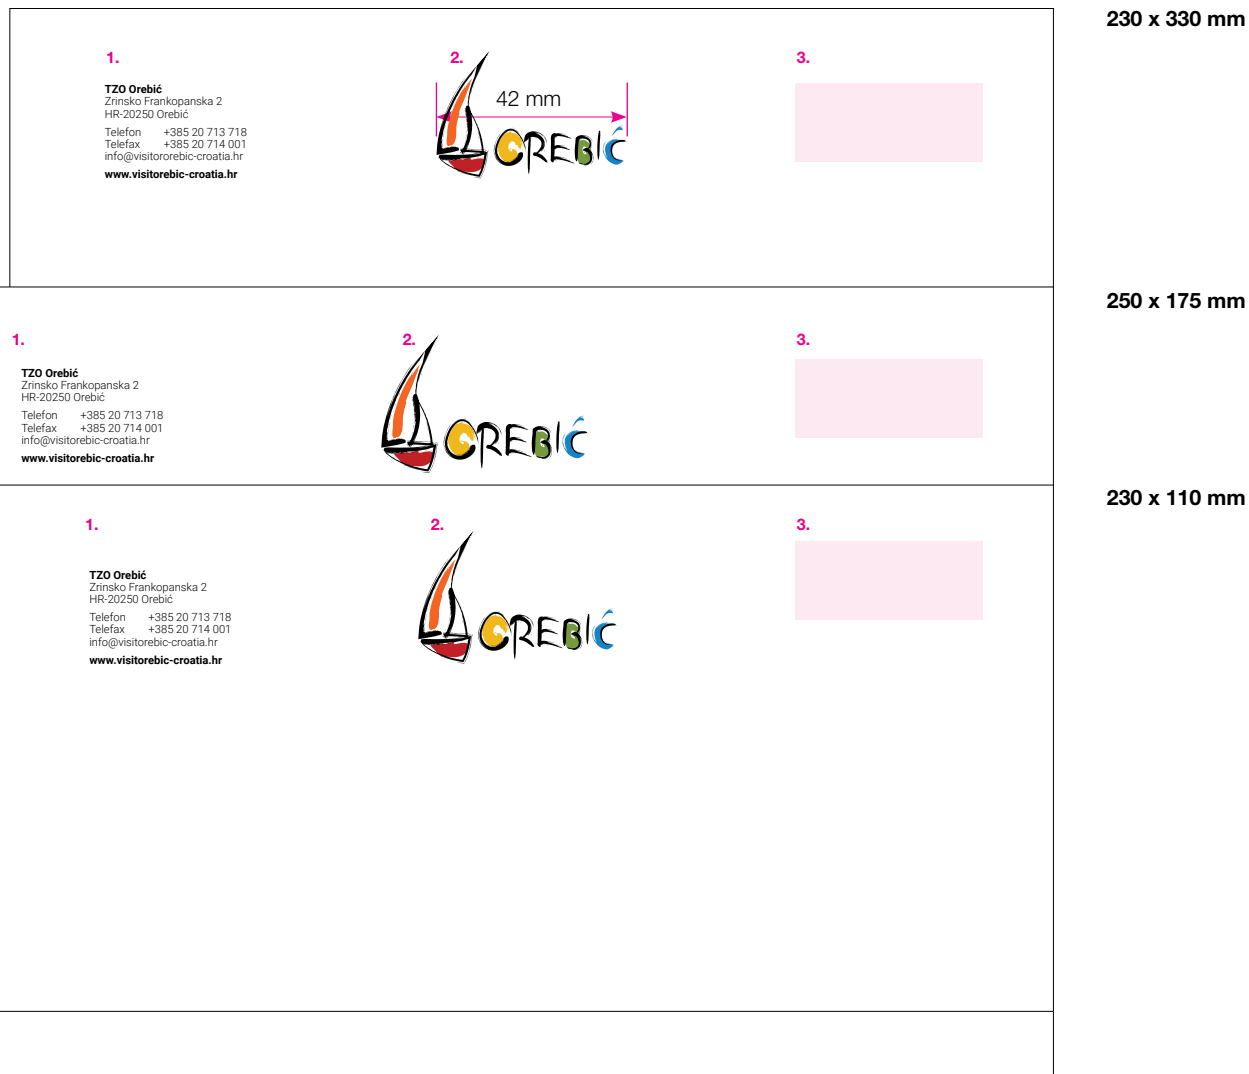 230 x 330 mm
1.
2.
3.
TZO Orebić
Zrinsko Frankopanska 2
HR-20250 Orebić
Telefon +385 20 713 718
Telefax +385 20 714 001
info@visitororebic-croatia.hr
www.visitorebic-croatia.hr
42 mm
OREBIĆ
250 x 175 mm
1.
2.
3.
TZO Orebić
Zrinsko Frankopanska 2
HR-20250 Orebić
Telefon +385 20 713 718
Telefax +385 20 714 001
info@visitorebic-croatia.hr
www.visitorebic-croatia.hr
OREBIĆ
230 x 110 mm
1.
2.
3.
TZO Orebić
Zrinsko Frankopanska 2
HR-20250 Orebić
Telefon +385 20 713 718
Telefax +385 20 714 001
info@visitorebic-croatia.hr
www.visitorebic-croatia.hr
OREBIĆ